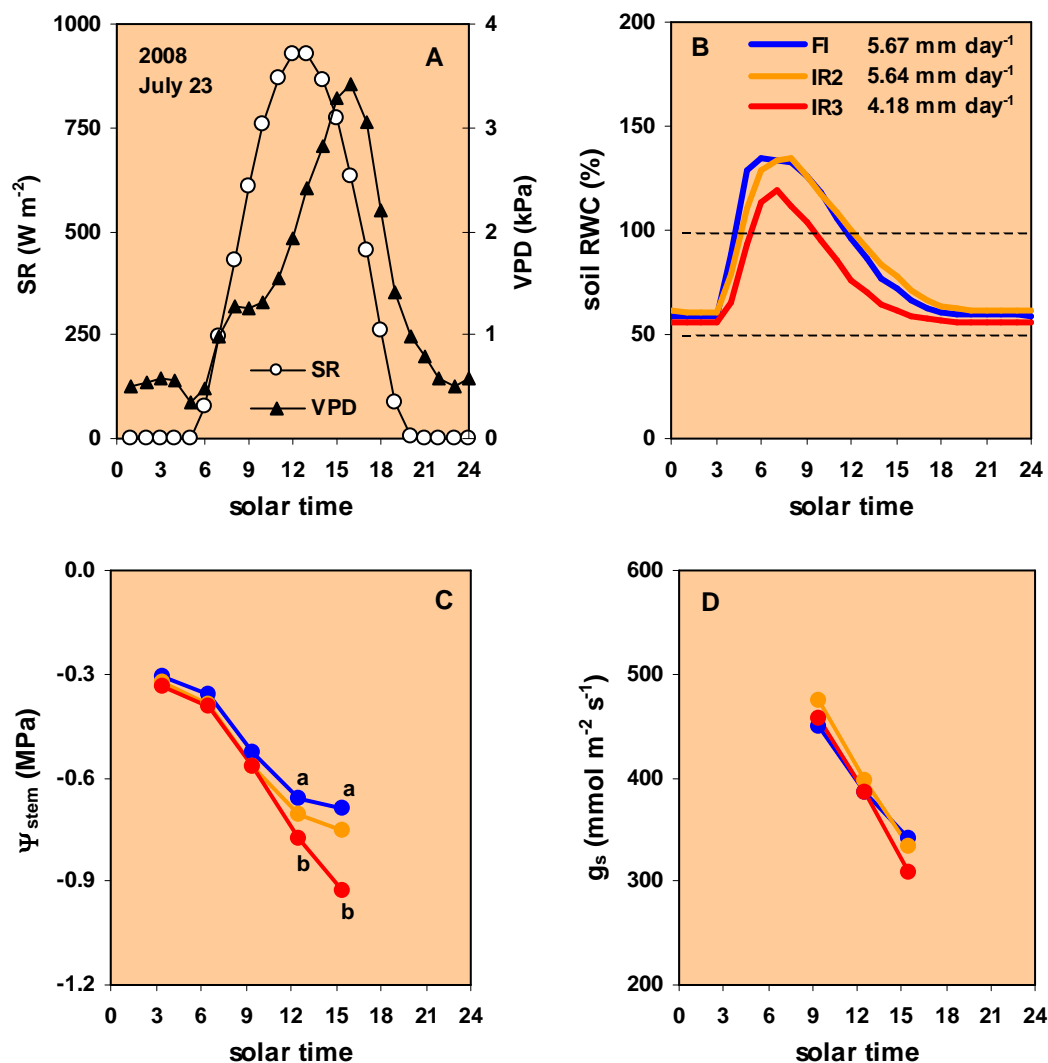 2008
July 23
A
SR (W m-2)
1000
750
500
250
0
VPD (kPa)
4
3
2
1
0
SR
VPD
0 3 6 9 12 15 18 21 24
solar time
B
FI 5.67 mm day-1
IR2 5.64 mm day-1
IR3 4.18 mm day-1
soil RWC (%)
200
150
100
50
0
0 3 6 9 12 15 18 21 24
solar time
C
Ψ stem (MPa)
0.0
-0.3
-0.6
-0.9
-1.2
a a
b
b
0 3 6 9 12 15 18 21 24
solar time
D
gs (mmol m-2 s-1)
600
500
400
300
200
0 3 6 9 12 15 18 21 24
solar time